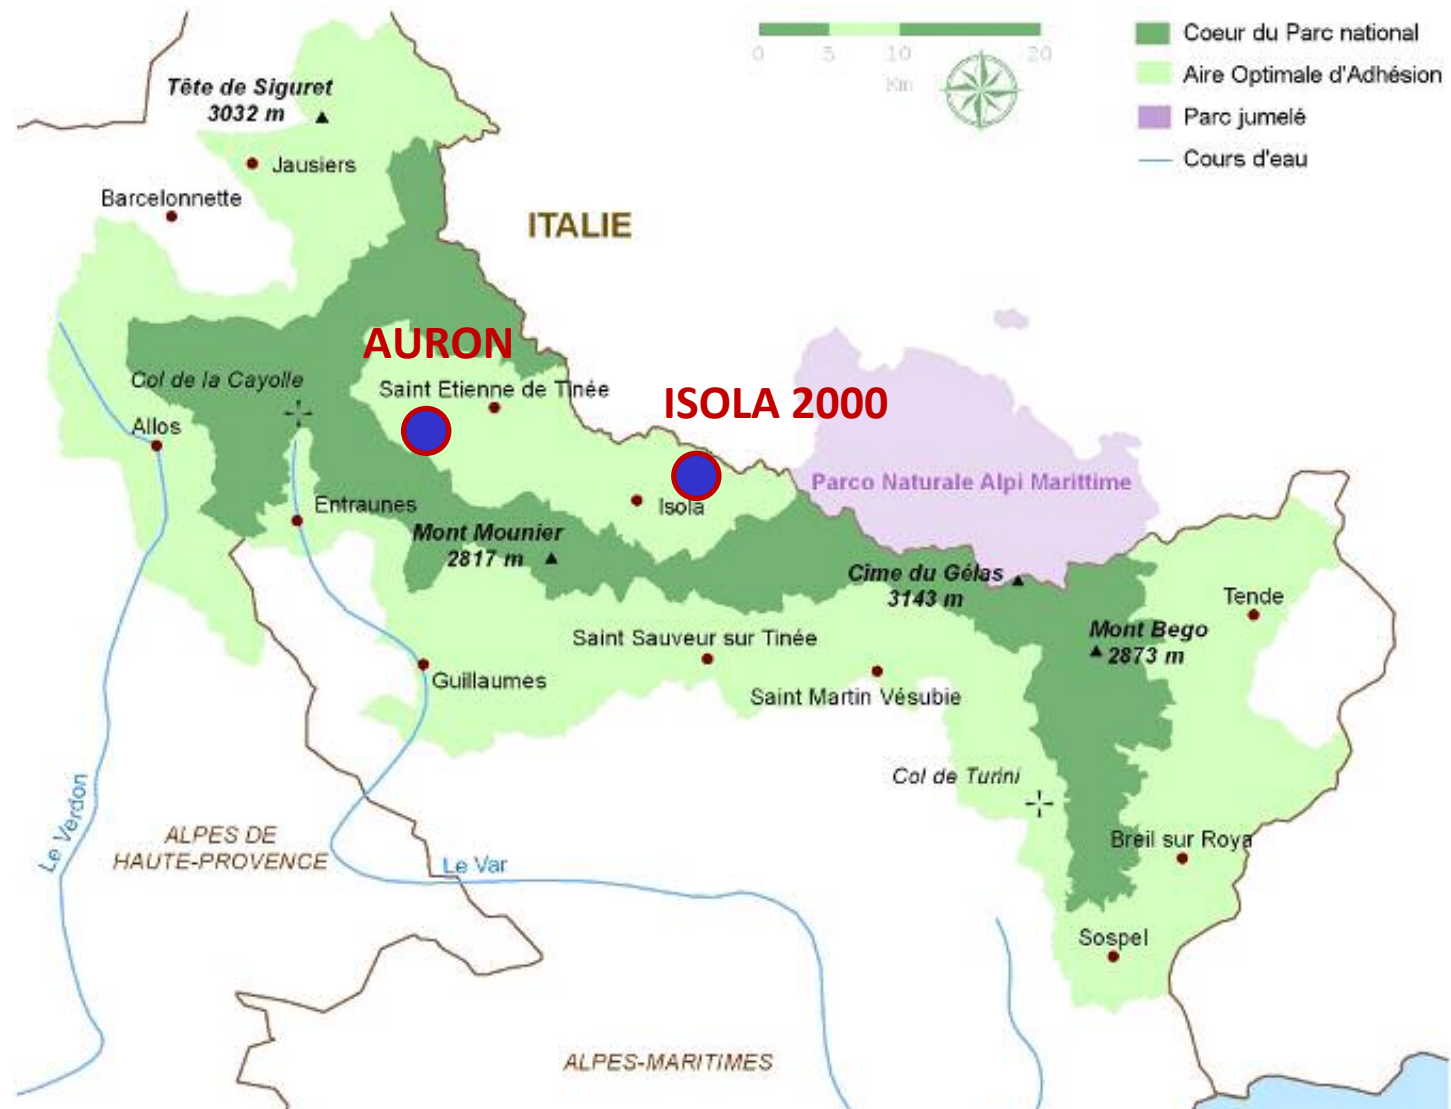 0 5 10 20
Km
Coeur du Parc national
Aire Optimale d'Adhésion
Parc jumelé
Cours d'eau
Tête de Siguret
3032 m
Jausiers
Barcelonnette
ITALIE
AURON
Col de la Cayolle
Saint Etienne de Tinée
ISOLA 2000
Allos
Parco Naturale Alpi Marittime
Entraunes
Isola
Mont Mounier
2817 m
Cîme du Gélas
3143 m
Tende
Mont Bego
2873 m
Saint Sauveur sur Tinée
Guillaumes
Saint Martin Vésubie
Col de Turini
Le Verdon
ALPES DE
HAUTE-PROVENCE
Le Var
Breil sur Roya
Sospel
ALPES-MARITIMES